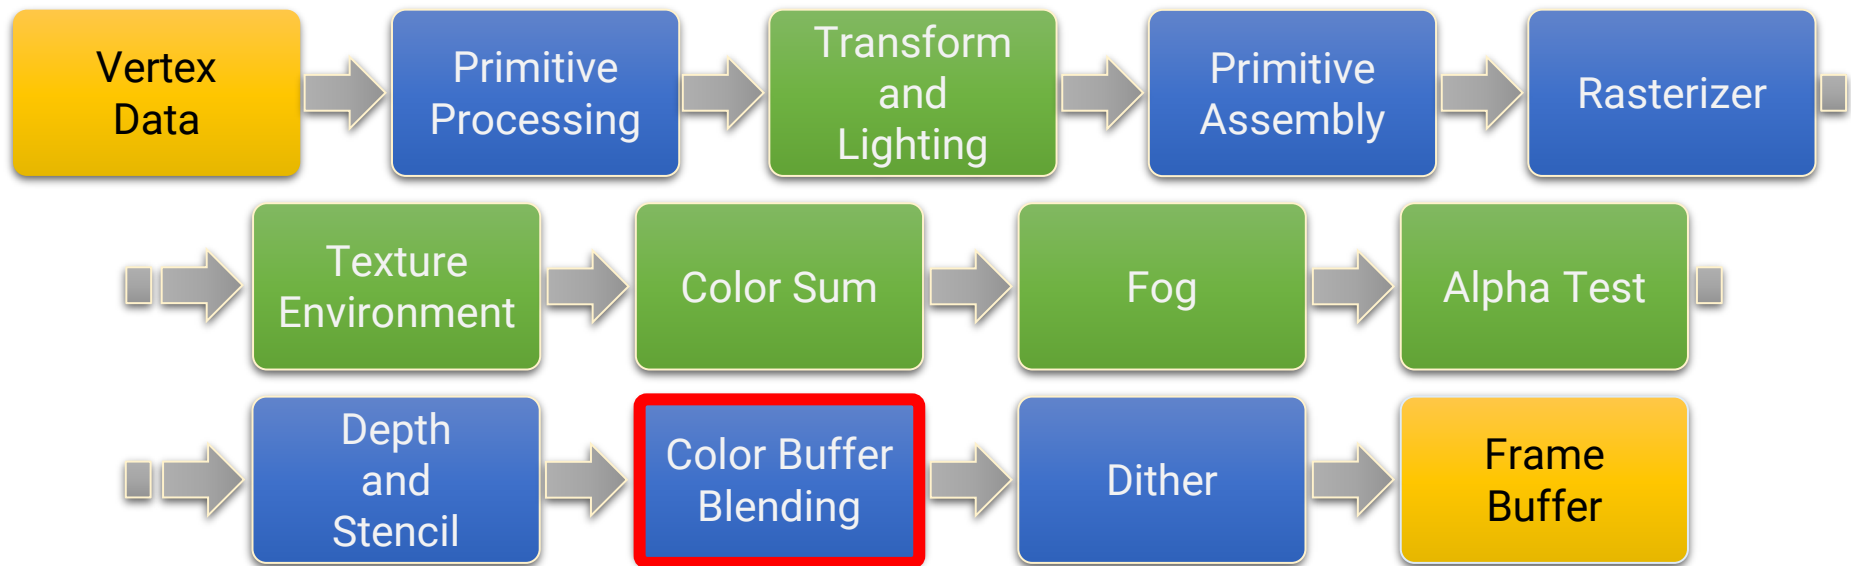 Vertex
Data
Primitive
Processing
Transform
and
Lighting
Primitive
Assembly
Rasterizer
Texture
Environment
Color Sum
Fog
Alpha Test
Depth
and
Stencil
Color Buffer
Blending
Dither
Frame
Buffer